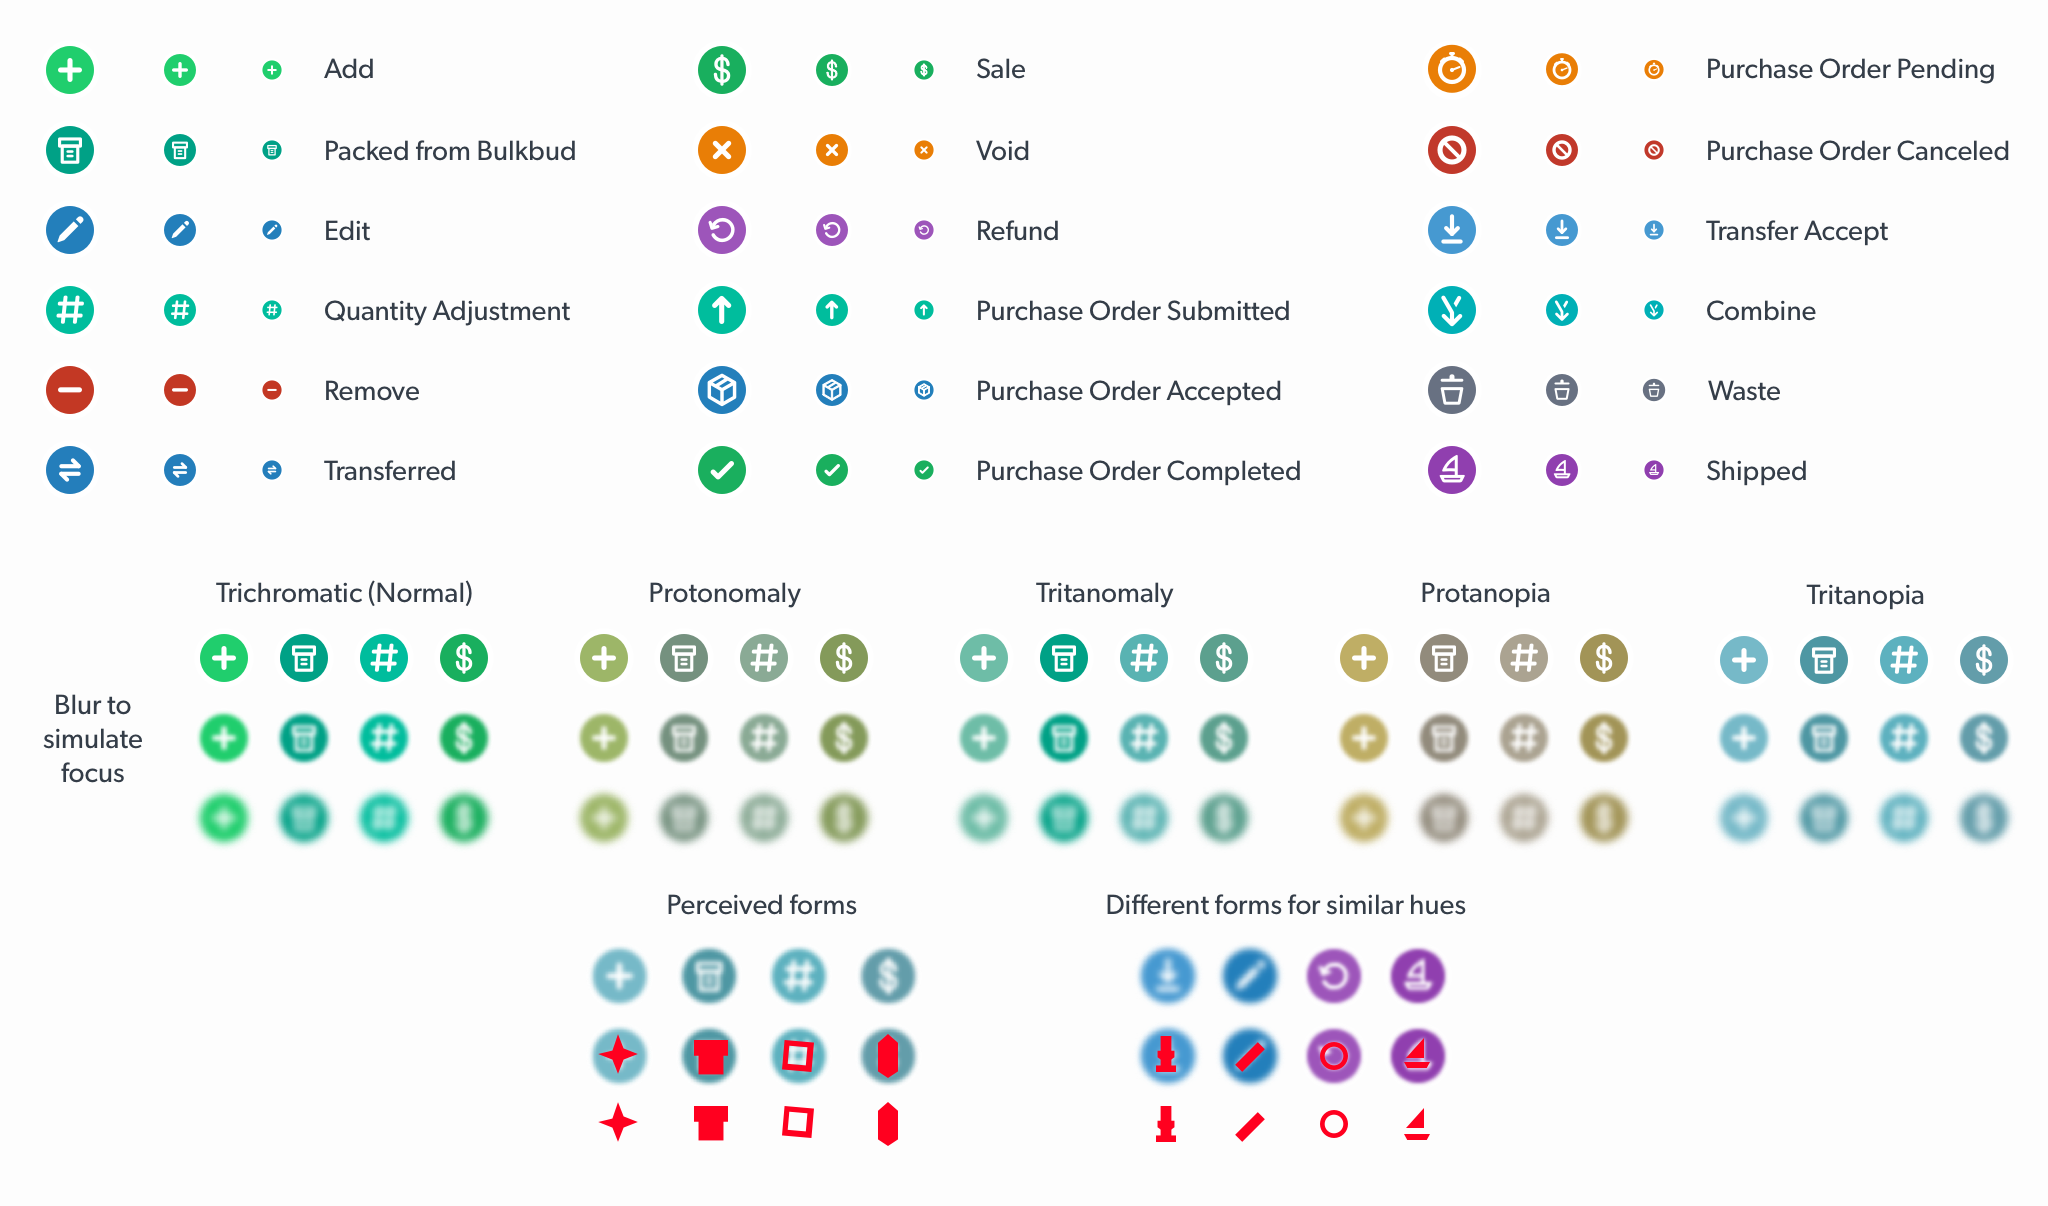 Add
Sale
Purchase Order Pending
Packed from Bulkbud
Void
Purchase Order Canceled
Edit
Refund
Transfer Accept
Quantity Adjustment
Purchase Order Submitted
Combine
Remove
Purchase Order Accepted
Waste
Transferred
Purchase Order Completed
Shipped
Trichromatic (Normal)
Protonomaly
Tritanomaly
Protanopia
Tritanopia
Blur to
simulate
focus
Perceived forms
Different forms for similar hues